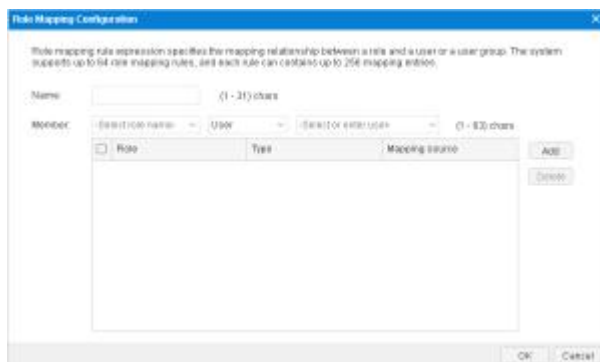 Role Mapping Configuration
Role mapping rule expression specifies the mapping relationship between a role and a user or a user group. The system
supports up to 64 role mapping rules, and each rule can contains up to 256 mapping entries.
Name: (1 - 31) chars
Member: -Select role name- User -Select or enter user- (1 - 63) chars
Role Type Mapping source Add
Delete
OK Cancel